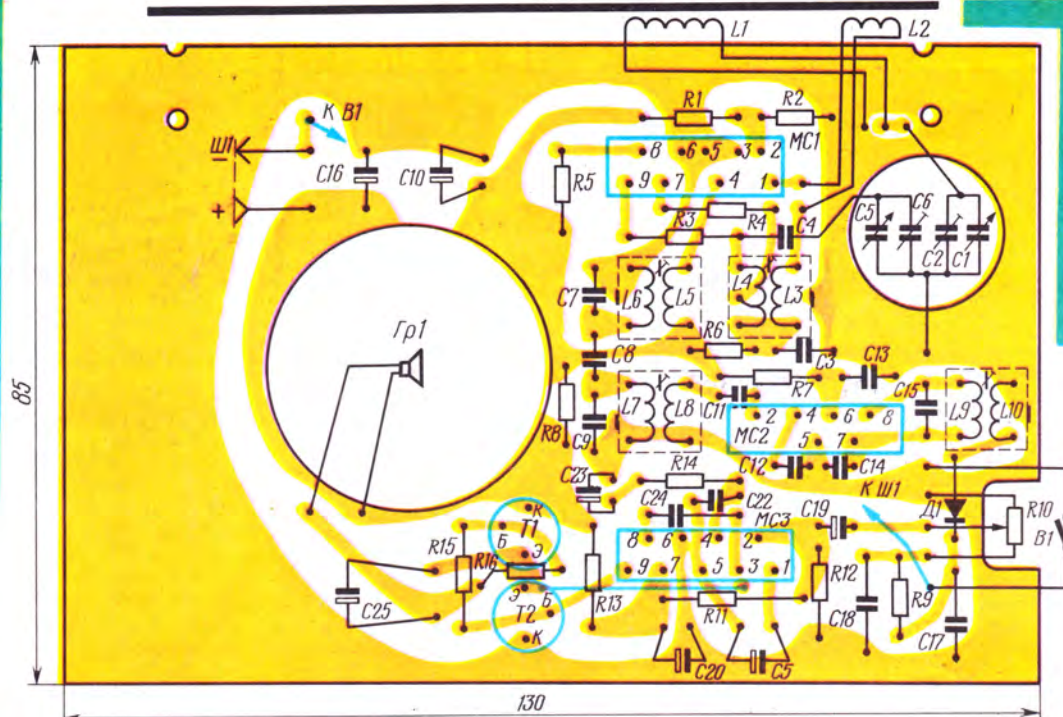 L1 L2
К В1
R1 R2
Ш1
МС1
8 6 5 3 2
С16 С10
R5
9 7 4 1
–
+
R3 R4 C4
C5 C6
C2 C1
85
C7
L6 L5 L4 L3
Гр1
R6 C3
C8
C13
R7
C15
L7 L8 C11
L9 L10
R8 C9
МС2
2 4 6 8
5 7
R14
C12 C14
C23
К Ш1
C24 C22
МС3
C19
Д1
R10
В1
К
Т1
Б
Э
R15
R16
8 6 4 2
9 7 5 3 1
R12
Э Б
Т2
К
C25
R13
R11
C18
R9
C17
C20 C5
130